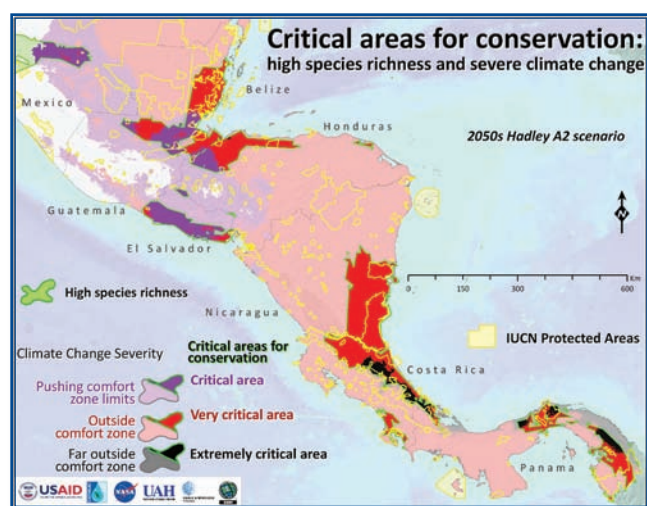 Critical areas for conservation:
high species richness and severe climate change
Mexico
Belize
2050s Hadley A2 scenario
Honduras
Guatemala
El Salvador
N
Km
0 150 300 450 600
High species richness
Nicaragua
IUCN Protected Areas
Climate Change Severity
Critical areas for
conservation
Costa Rica
Pushing comfort
zone limits
Critical area
Outside
comfort zone
Very critical area
Far outside
comfort zone
Extremely critical area
Panama
USAID
NASA
UAH